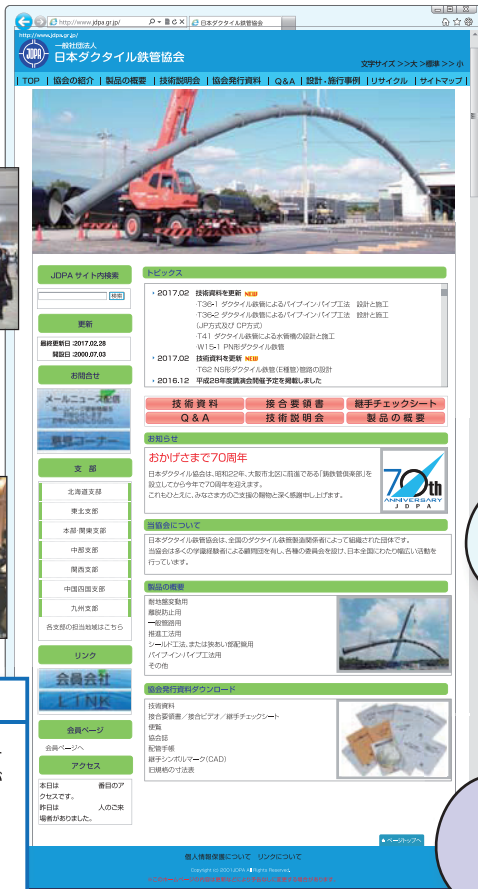 http://www.jdpa.gr.jp/
日本ダクタイル鉄管協会
http://www.jdpa.gr.jp/
JDPA
一般社団法人
日本ダクタイル鉄管協会
文字サイズ >>大 >標準 >> 小
| TOP | 協会の紹介 | 製品の概要 | 技術説明会 | 協会発行資料 | Q&A | 設計・施行事例 | リサイクル | サイトマップ |
JDPA サイト内検索
検索
更新
最終更新日 :2017.02.28
開設日 :2000.07.03
お問合せ
メールニュース配信
支 部
北海道支部
東北支部
本部・関東支部
中部支部
関西支部
中国四国支部
九州支部
各支部の担当地域はこちら
リンク
会員会社
LINK
会員ページ
会員ページへ
アクセス
本日は 番目のア
クセスです。
昨日は 人のご来
場者がありました。
トピックス
・2017.02 技術資料を更新 NEW
・T36-1 ダクタイル鉄管によるパイプ・イン・パイプ工法 設計と施工
・T36-2 ダクタイル鉄管によるパイプ・イン・パイプ工法 設計と施工
(JP方式及び CP方式)
・T41 ダクタイル鉄管による水管橋の設計と施工
・W15-1 PN形ダクタイル鉄管
・2017.02 技術資料を更新 NEW
・T62 NS形ダクタイル鉄管(E種管)管路の設計
・2016.12 平成28年度講演会開催予定を掲載しました
技 術 資 料
接 合 要 領 書
継手チェックシート
Q & A
技 術 説 明 会
製 品 の 概 要
お知らせ
おかげさまで70周年
日本ダクタイル協会は、昭和22年、大阪市北区に前進である「鋳鉄管倶楽部」を
設立してから今年で70周年を迎えます。
これもひとえに、みなさま方のご支援の賜物と深く感謝申し上げます。
70th
ANNIVERSARY
JDPA
当協会について
日本ダクタイル鉄管協会は、全国のダクタイル鉄管製造関係者によって組織された団体です。
当協会は多くの学識経験者による顧問団を有し、各種の委員会を設け、日本全国にわたり幅広い活動を
行っています。
製品の概要
耐地盤変動用
離脱防止用
一般管路用
推進工法用
シールド工法、または狭あい部配管用
パイプ・イン・パイプ工法用
その他
協会発行資料ダウンロード
技術資料
接合要領書／接合ビデオ／継手チェックシート
便覧
協会誌
配管手帳
継手シンボルマーク(CAD)
旧規格の寸法表
▲ ページトップへ
個人情報保護について リンクについて
Copyright (c) 2001JDPA All Rights Reserved.